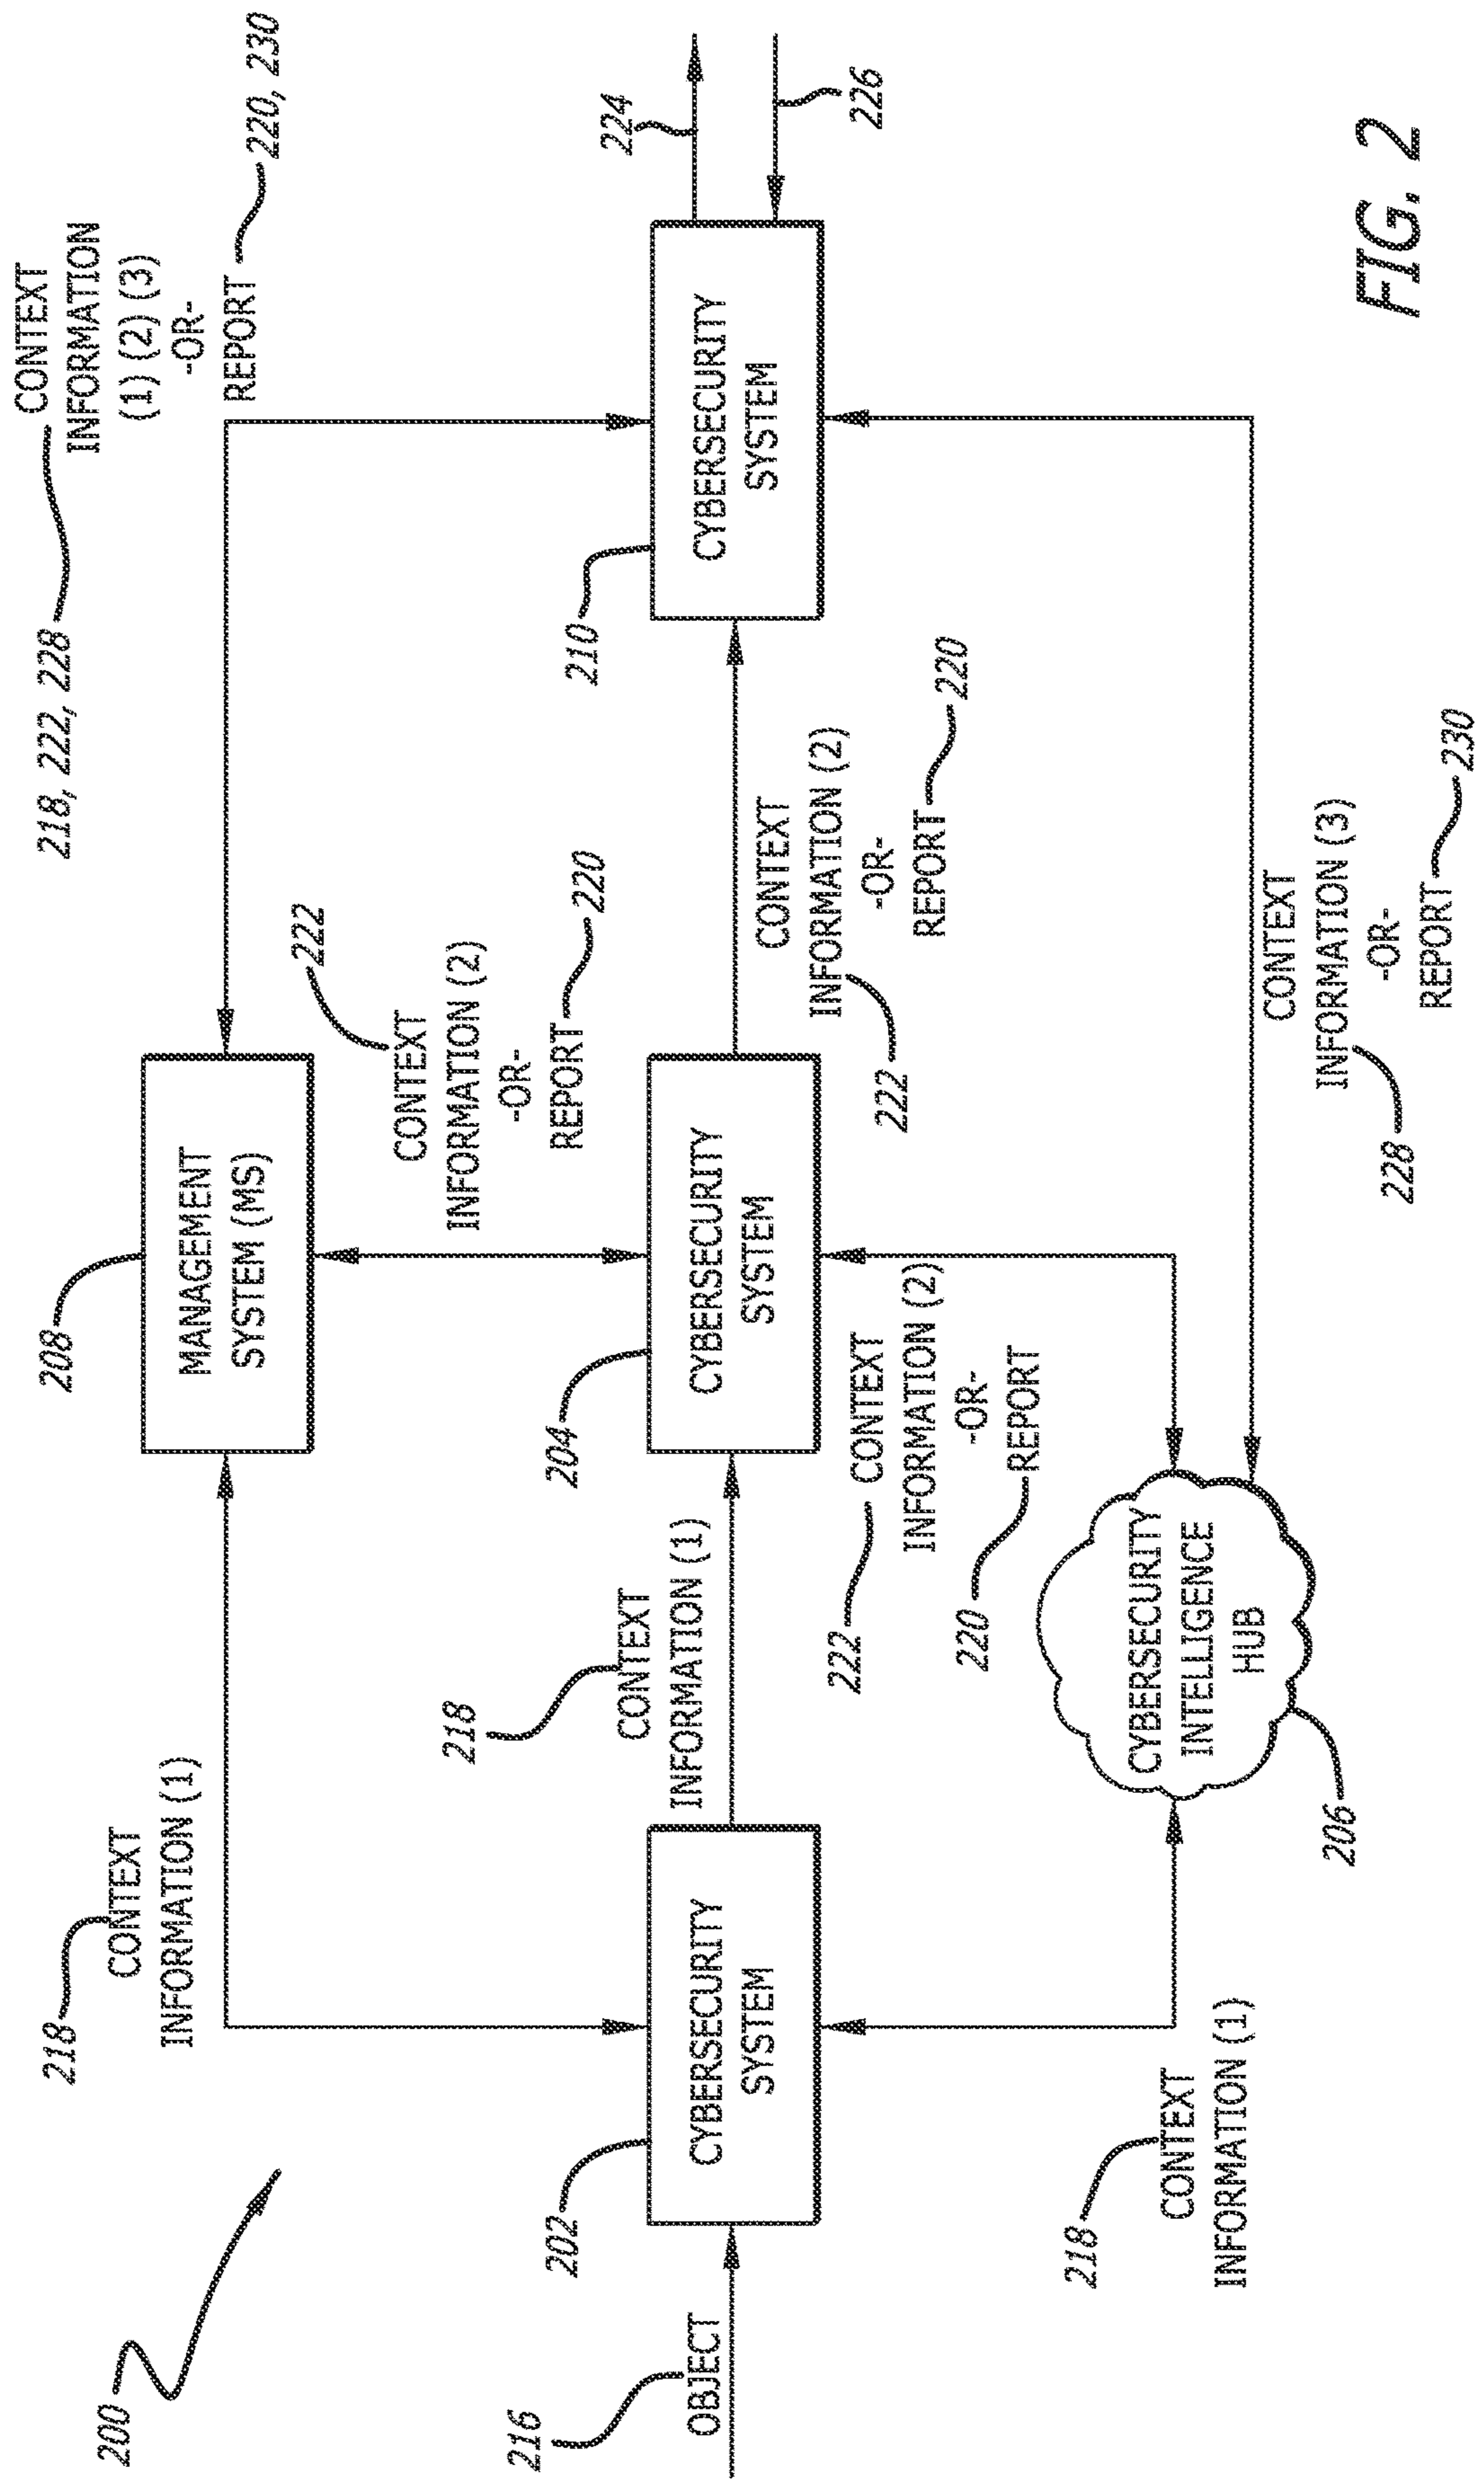 200
218
CONTEXT
INFORMATION (1)
208
MANAGEMENT
SYSTEM (MS)
218, 222, 228
CONTEXT
INFORMATION
(1) (2) (3)
-OR-
REPORT
220, 230
222
CONTEXT
INFORMATION (2)
-OR-
REPORT
220
216
OBJECT
202
CYBERSECURITY
SYSTEM
218
CONTEXT
INFORMATION (1)
204
CYBERSECURITY
SYSTEM
CONTEXT
INFORMATION (2)
-OR-
REPORT
222
220
210
CYBERSECURITY
SYSTEM
224
226
218
CONTEXT
INFORMATION (1)
222
CONTEXT
INFORMATION (2)
-OR-
REPORT
220
CYBERSECURITY
INTELLIGENCE
HUB
206
CONTEXT
INFORMATION (3)
-OR-
REPORT
228
230
FIG. 2